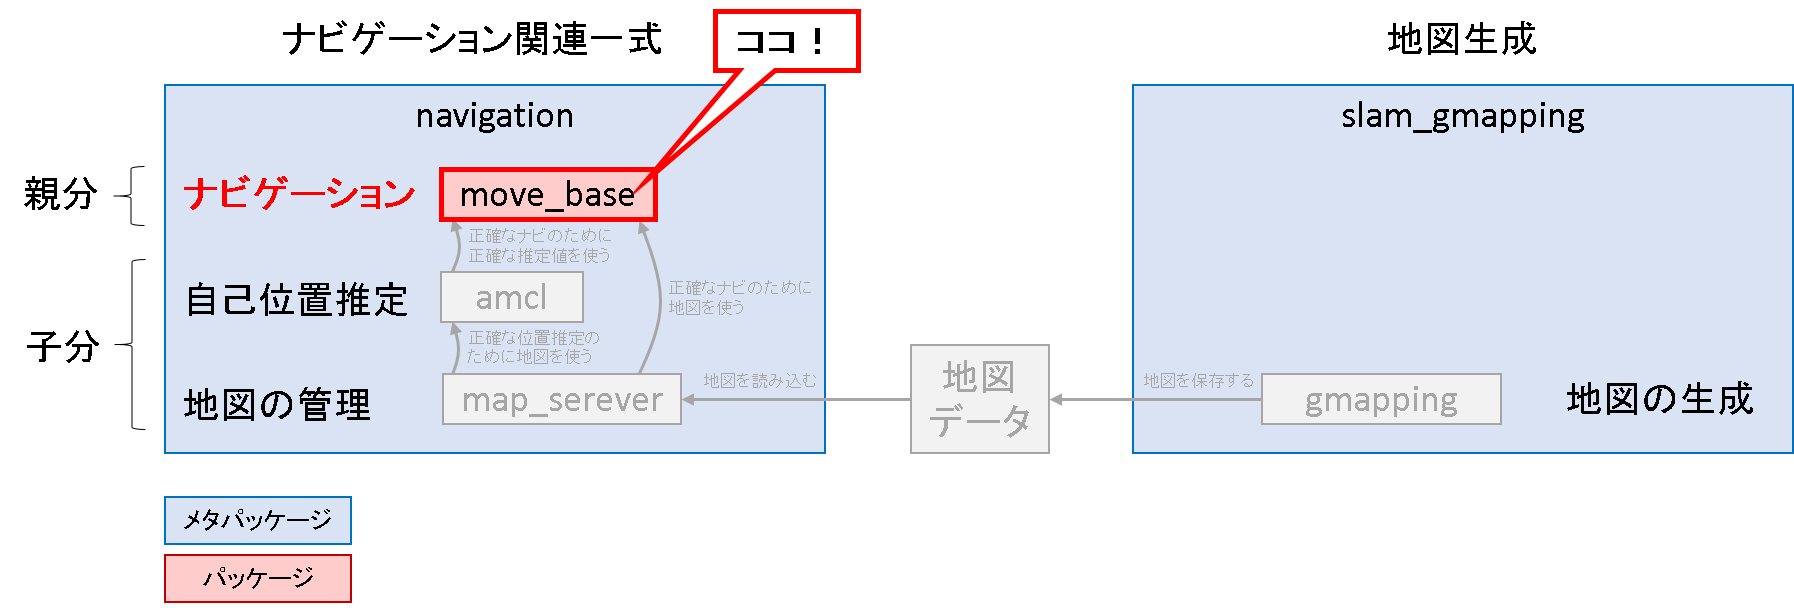 ナビゲーション関連一式
ココ！
地図生成
navigation
slam_gmapping
親分
ナビゲーション
move_base
正確なナビのために
正確な推定値を使う
子分
自己位置推定
amcl
正確なナビのために
地図を使う
正確な位置推定の
ために地図を使う
地図の管理
map_serever
地図を読み込む
地図
データ
地図を保存する
gmapping
地図の生成
メタパッケージ
パッケージ